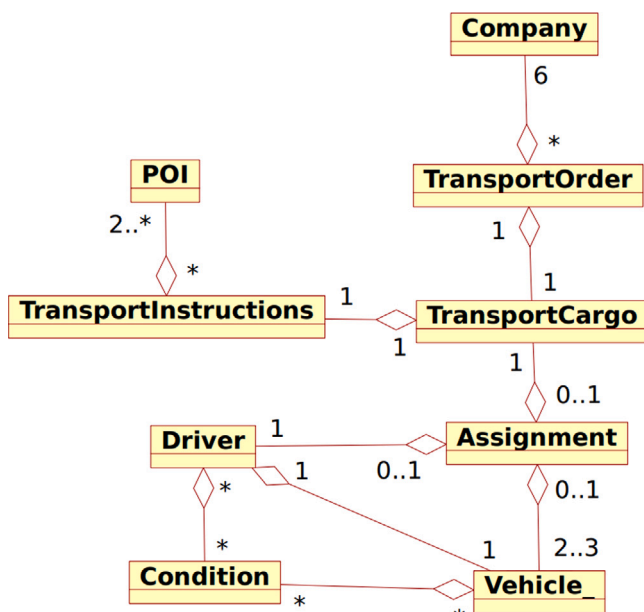 Company
6
*
POI
TransportOrder
2..*
1
*
1
1
TransportInstructions
TransportCargo
1
1
0..1
Driver
1
Assignment
0..1
1
0..1
*
*
1
2..3
Condition
Vehicle_
*
*